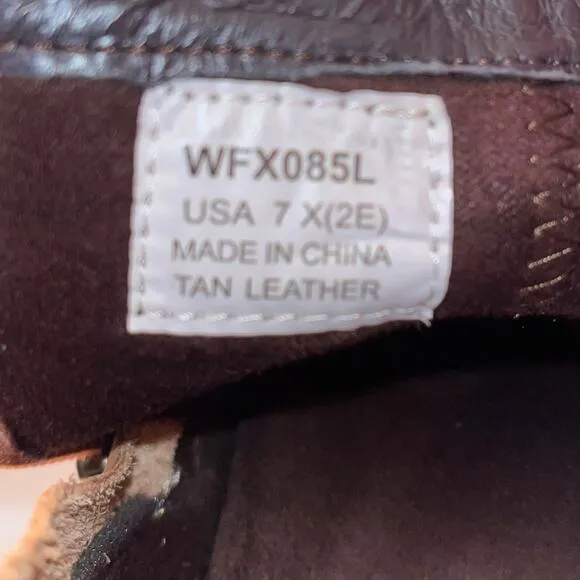 WFX085L
USA 7 X(2E)
MADE IN CHINA
TAN LEATHER